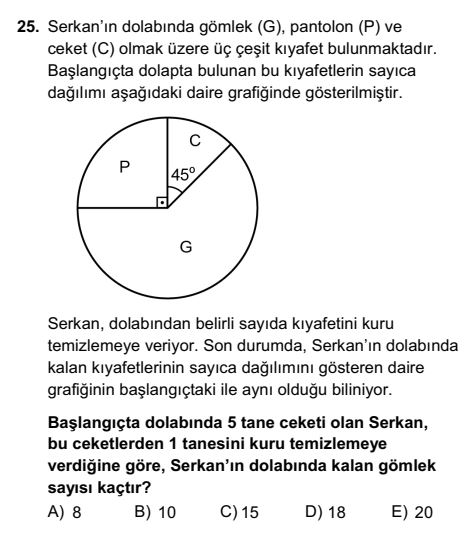 25. Serkan'ın dolabında gömlek (G), pantolon (P) ve
ceket (C) olmak üzere üç çeşit kıyafet bulunmaktadır.
Başlangıçta dolapta bulunan bu kıyafetlerin sayıca
dağılımı aşağıdaki daire grafiğinde gösterilmiştir.
C
P
45°
G
Serkan, dolabından belirli sayıda kıyafetini kuru
temizlemeye veriyor. Son durumda, Serkan'ın dolabında
kalan kıyafetlerinin sayıca dağılımını gösteren daire
grafiğinin başlangıçtaki ile aynı olduğu biliniyor.
Başlangıçta dolabında 5 tane ceketi olan Serkan,
bu ceketlerden 1 tanesini kuru temizlemeye
verdiğine göre, Serkan'ın dolabında kalan gömlek
sayısı kaçtır?
A) 8 B) 10 C) 15 D) 18 E) 20